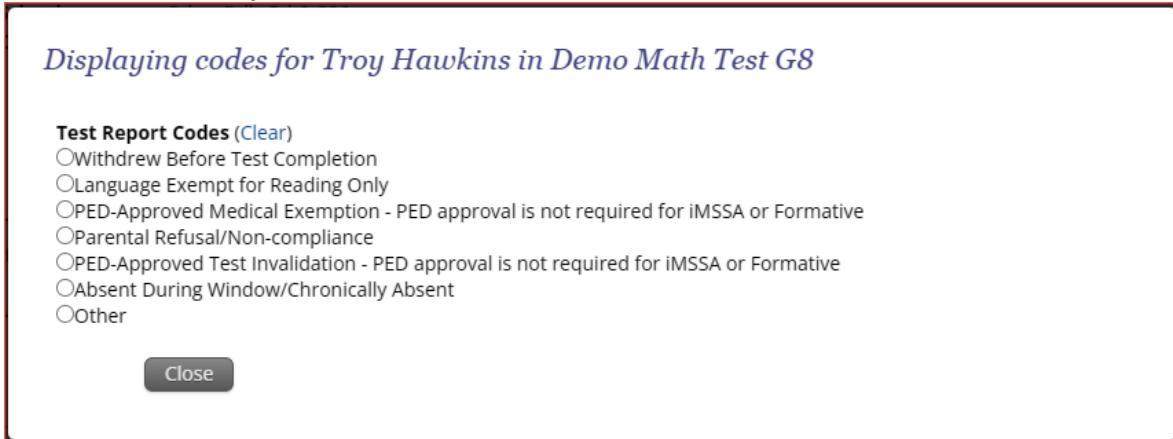 Displaying codes for Troy Hawkins in Demo Math Test G8
Test Report Codes (Clear)
Withdrew Before Test Completion
Language Exempt for Reading Only
PED-Approved Medical Exemption - PED approval is not required for iMSSA or Formative
Parental Refusal/Non-compliance
PED-Approved Test Invalidation - PED approval is not required for iMSSA or Formative
Absent During Window/Chronically Absent
Other
Close